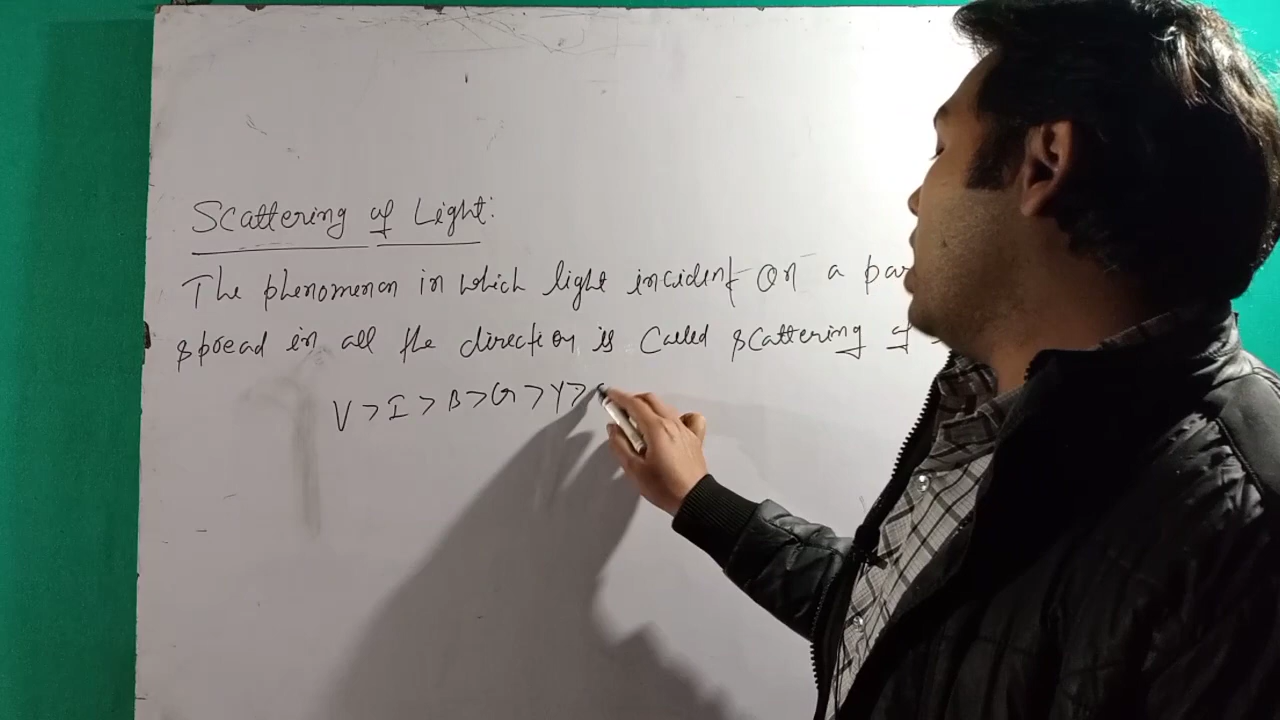 Scattering of Light:
The phenomenon in which light incident on a par
spread in all the direction is called scattering of
V > I > B > G > Y >